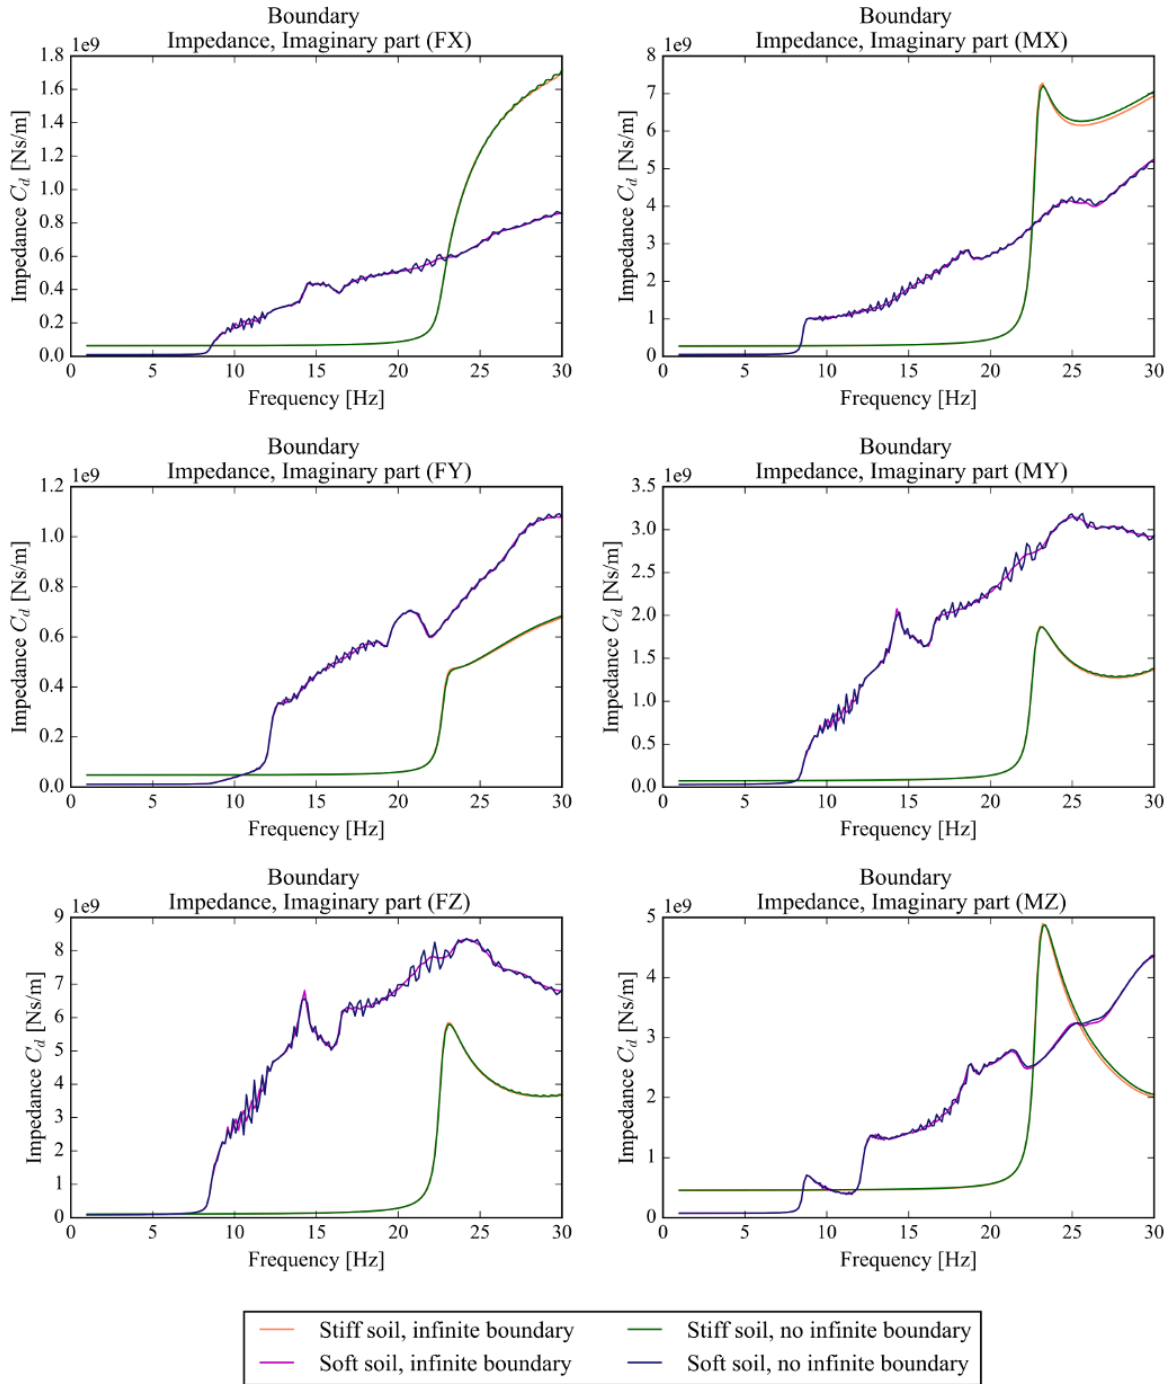 Boundary
Impedance, Imaginary part (FX)
1e9
1.8
1.6
1.4
1.2
1.0
0.8
0.6
0.4
0.2
0.0
Impedance C_d [Ns/m]
0 5 10 15 20 25 30
Frequency [Hz]
Boundary
Impedance, Imaginary part (MX)
1e9
8
7
6
5
4
3
2
1
0
Impedance C_d [Ns/m]
0 5 10 15 20 25 30
Frequency [Hz]
Boundary
Impedance, Imaginary part (FY)
1e9
1.2
1.0
0.8
0.6
0.4
0.2
0.0
Impedance C_d [Ns/m]
0 5 10 15 20 25 30
Frequency [Hz]
Boundary
Impedance, Imaginary part (MY)
1e9
3.5
3.0
2.5
2.0
1.5
1.0
0.5
0.0
Impedance C_d [Ns/m]
0 5 10 15 20 25 30
Frequency [Hz]
Boundary
Impedance, Imaginary part (FZ)
1e9
9
8
7
6
5
4
3
2
1
0
Impedance C_d [Ns/m]
0 5 10 15 20 25 30
Frequency [Hz]
Boundary
Impedance, Imaginary part (MZ)
1e9
5
4
3
2
1
0
Impedance C_d [Ns/m]
0 5 10 15 20 25 30
Frequency [Hz]
Stiff soil, infinite boundary
Soft soil, infinite boundary
Stiff soil, no infinite boundary
Soft soil, no infinite boundary